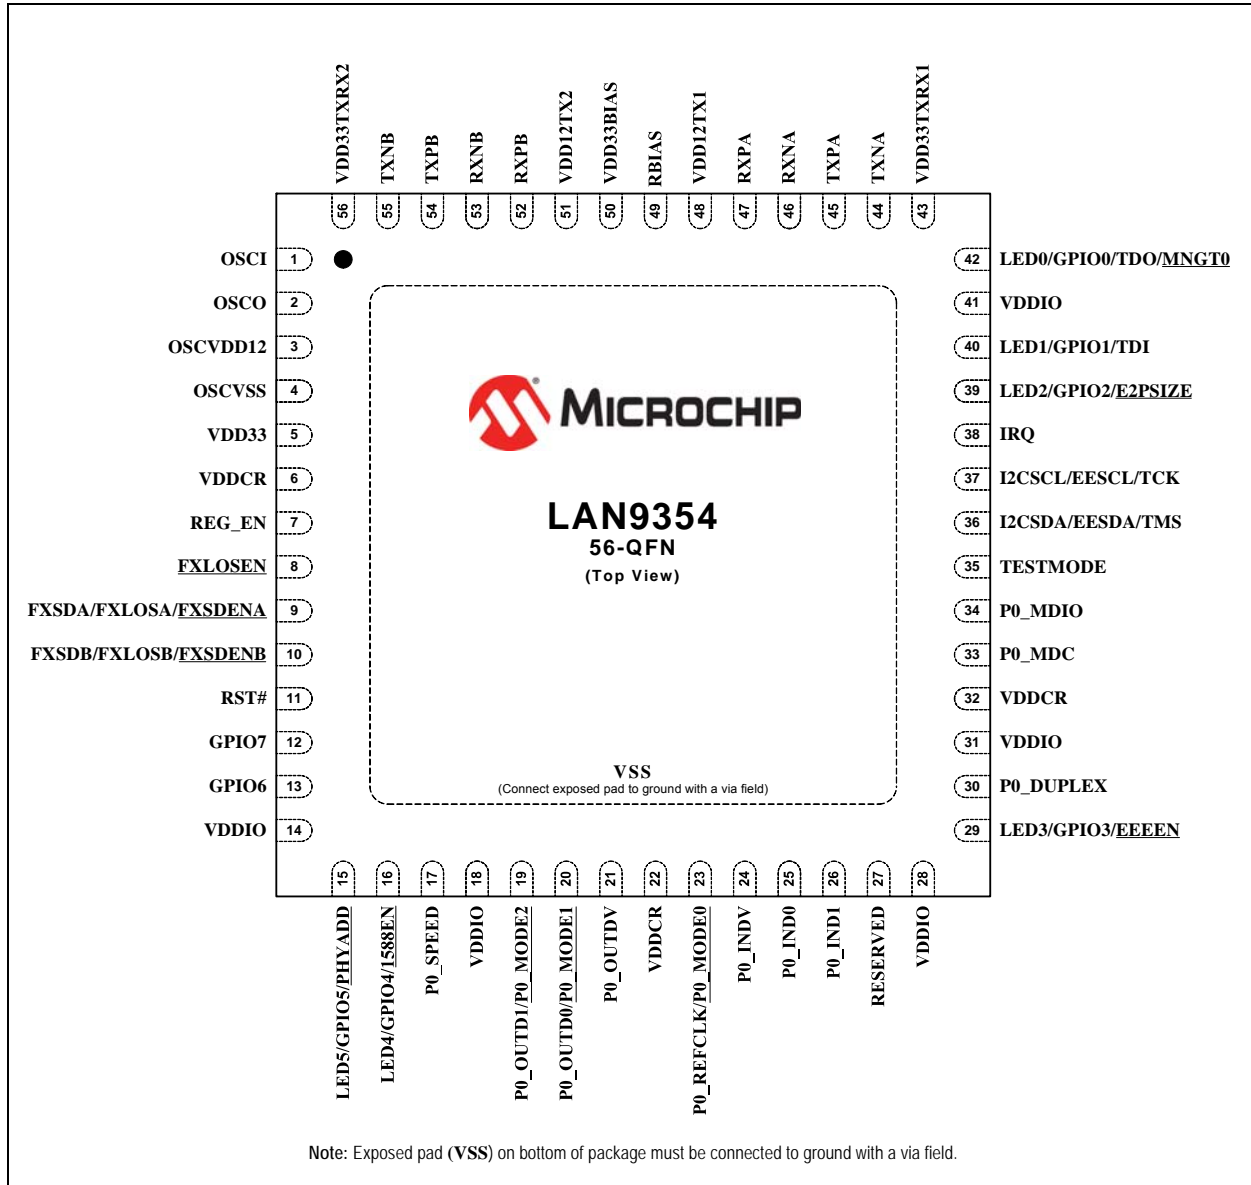 VDD33TXRX2
TXNB
TXPB
RXNB
RXPB
VDD12TX2
VDD33BIAS
RBIAS
VDD12TX1
RXPA
RXNA
TXPA
TXNA
VDD33TXRX1
56
55
54
53
52
51
50
49
48
47
46
45
44
43
OSCI 1
OSCO 2
OSCVDD12 3
OSCVSS 4
VDD33 5
VDDCR 6
REG_EN 7
FXLOSEN 8
FXSDA/FXLOSA/FXSDENA 9
FXSDB/FXLOSB/FXSDENB 10
RST# 11
GPIO7 12
GPIO6 13
VDDIO 14
MICROCHIP
LAN9354
56-QFN
(Top View)
VSS
(Connect exposed pad to ground with a via field)
42 LED0/GPIO0/TDO/MNGT0
41 VDDIO
40 LED1/GPIO1/TDI
39 LED2/GPIO2/E2PSIZE
38 IRQ
37 I2CSCL/EESCL/TCK
36 I2CSDA/EESDA/TMS
35 TESTMODE
34 P0_MDIO
33 P0_MDC
32 VDDCR
31 VDDIO
30 P0_DUPLEX
29 LED3/GPIO3/EEEEN
15
16
17
18
19
20
21
22
23
24
25
26
27
28
LED5/GPIO5/PHYADD
LED4/GPIO4/1588EN
P0_SPEED
VDDIO
P0_OUTD1/P0_MODE2
P0_OUTD0/P0_MODE1
P0_OUTDV
VDDCR
P0_REFCLK/P0_MODE0
P0_INDV
P0_IND0
P0_IND1
RESERVED
VDDIO
Note: Exposed pad (VSS) on bottom of package must be connected to ground with a via field.